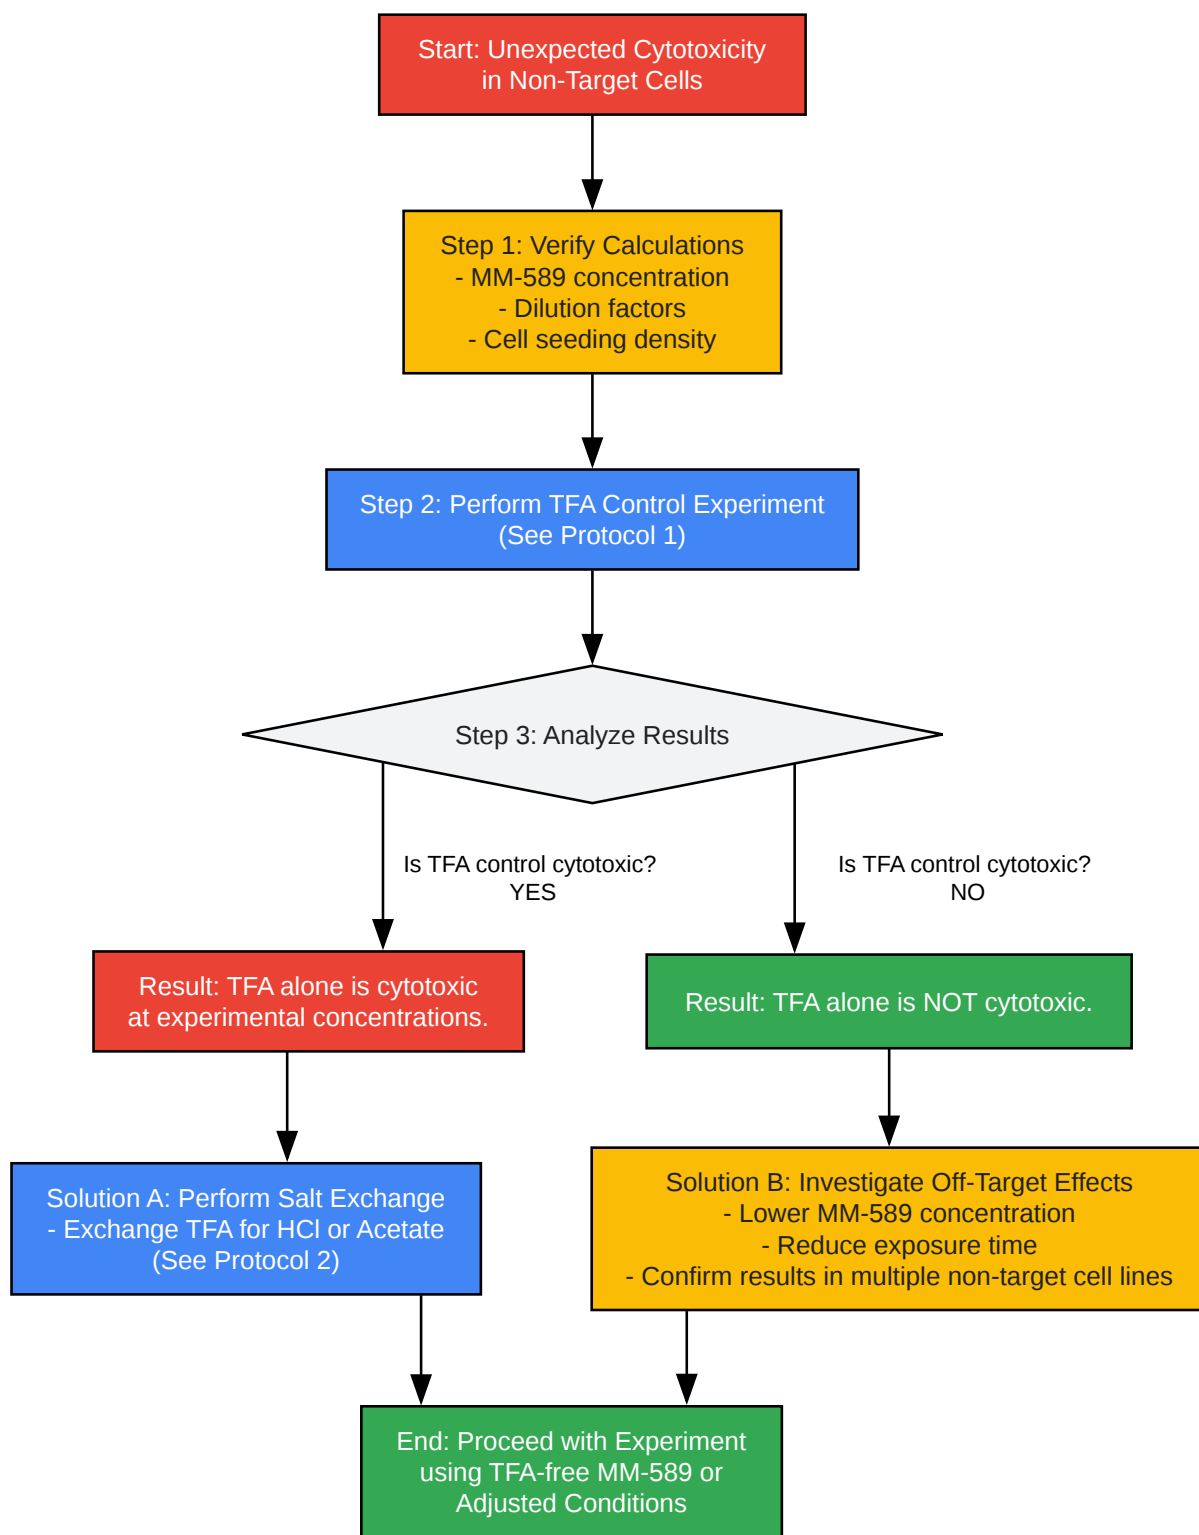 Start: Unexpected Cytotoxicity
in Non-Target Cells
Step 1: Verify Calculations
- MM-589 concentration
- Dilution factors
- Cell seeding density
Step 2: Perform TFA Control Experiment
(See Protocol 1)
Step 3: Analyze Results
Is TFA control cytotoxic?
YES
Is TFA control cytotoxic?
NO
Result: TFA alone is cytotoxic
at experimental concentrations.
Result: TFA alone is NOT cytotoxic.
Solution A: Perform Salt Exchange
- Exchange TFA for HCl or Acetate
(See Protocol 2)
Solution B: Investigate Off-Target Effects
- Lower MM-589 concentration
- Reduce exposure time
- Confirm results in multiple non-target cell lines
End: Proceed with Experiment
using TFA-free MM-589 or
Adjusted Conditions